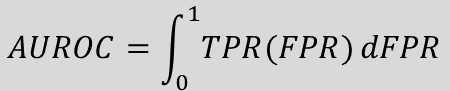 AUROC = ∫₀¹ TPR(FPR) dFPR